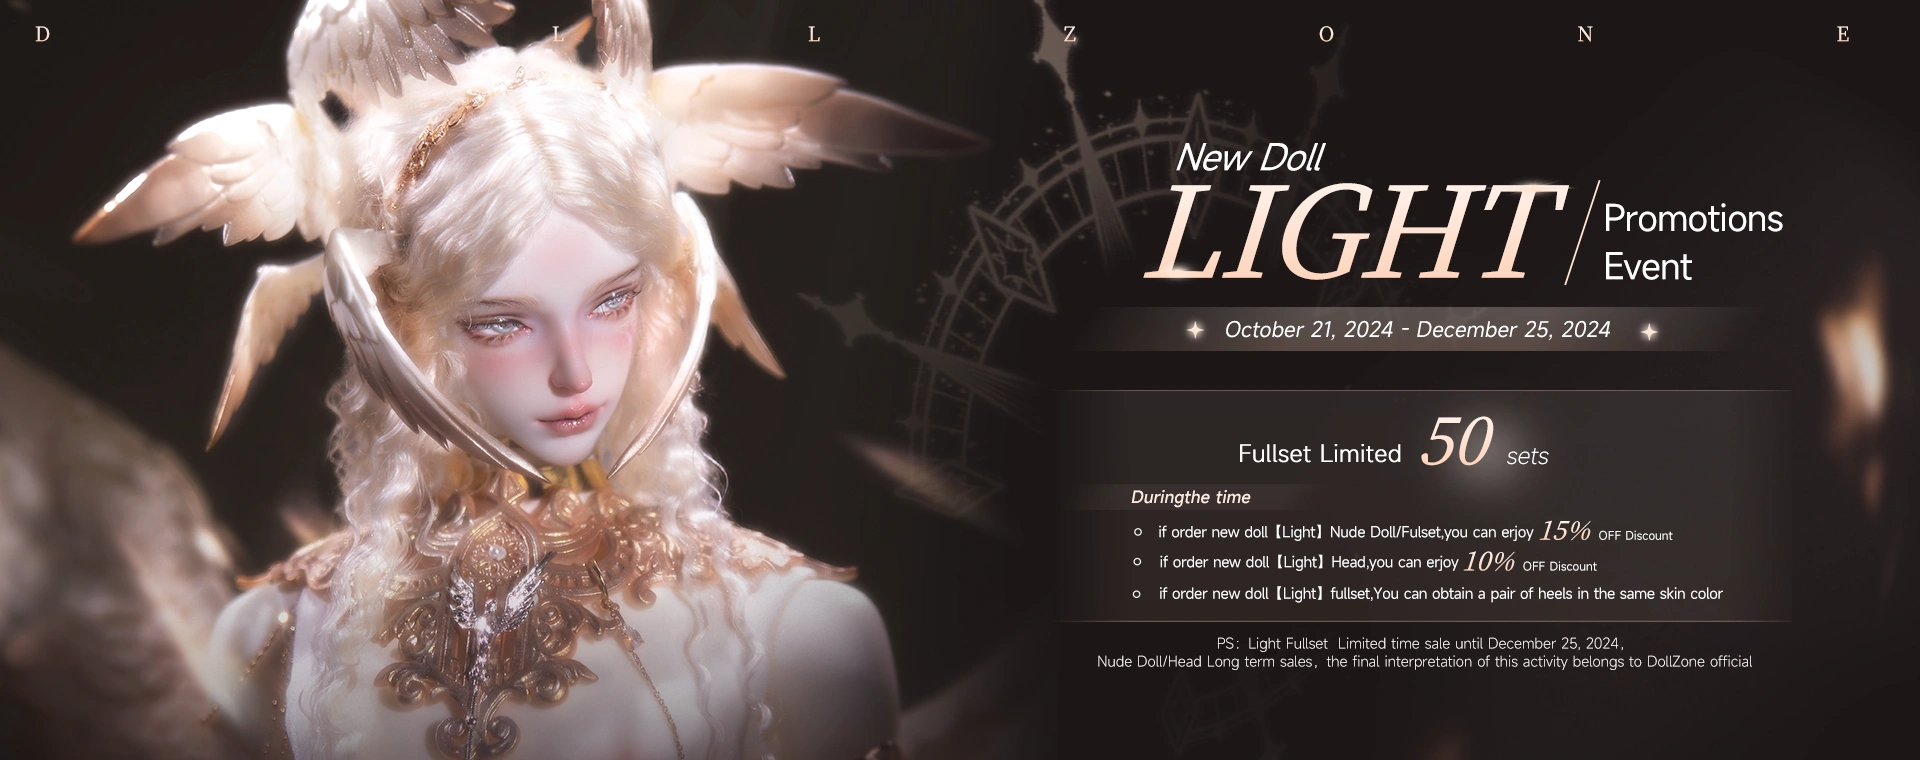 D L L Z O N E
New Doll
LIGHT
Promotions
Event
October 21, 2024 - December 25, 2024
Fullset Limited 50 sets
Duringthe time
if order new doll【Light】Nude Doll/Fulset,you can enjoy 15% OFF Discount
if order new doll【Light】Head,you can enjoy 10% OFF Discount
if order new doll【Light】fullset,You can obtain a pair of heels in the same skin color
PS: Light Fullset Limited time sale until December 25, 2024,
Nude Doll/Head Long term sales, the final interpretation of this activity belongs to DollZone official